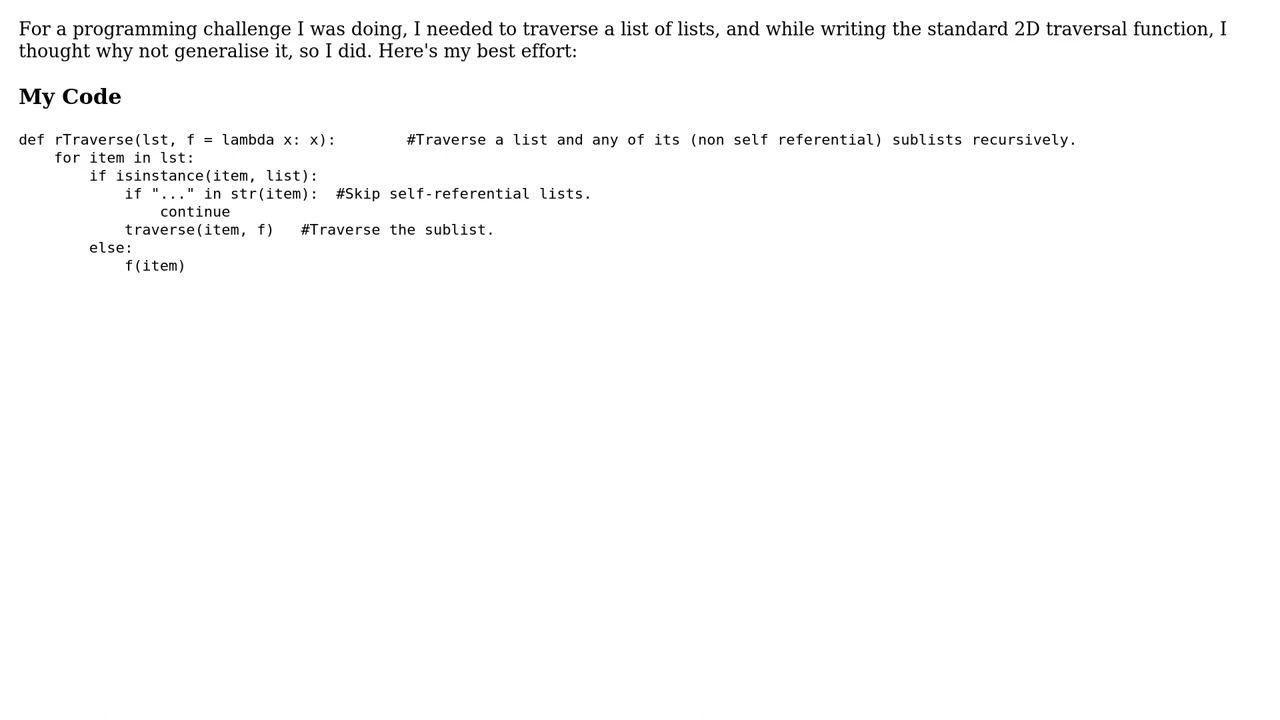 For a programming challenge I was doing, I needed to traverse a list of lists, and while writing the standard 2D traversal function, I
thought why not generalise it, so I did. Here's my best effort:
My Code
def rTraverse(lst, f = lambda x: x):        #Traverse a list and any of its (non self referential) sublists recursively.
    for item in lst:
        if isinstance(item, list):
            if "..." in str(item):  #Skip self-referential lists.
                continue
            traverse(item, f)   #Traverse the sublist.
        else:
            f(item)